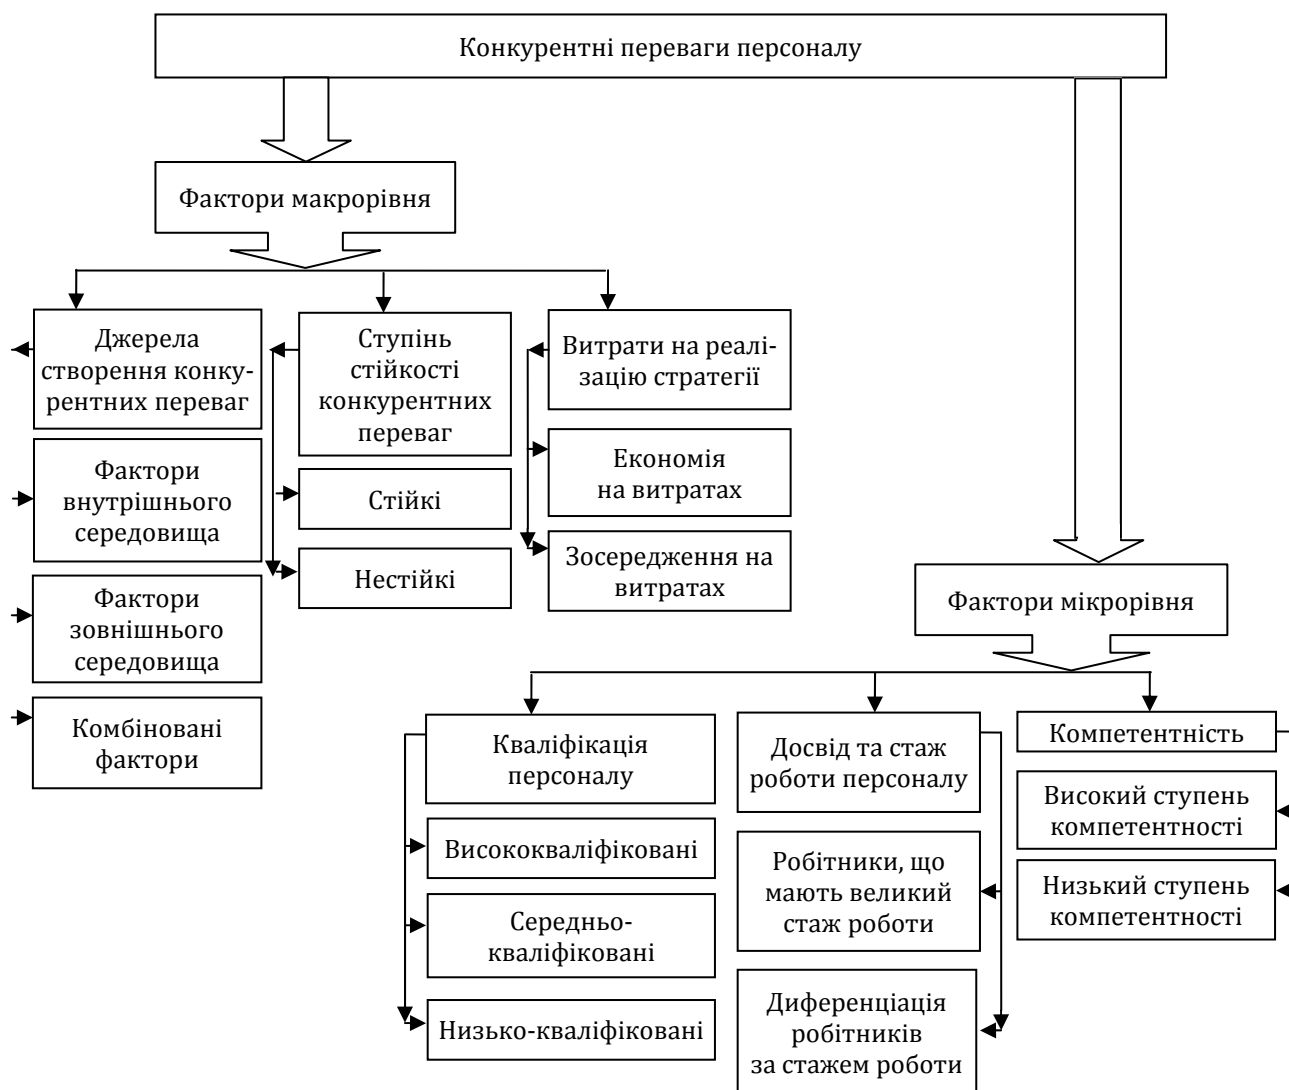 Конкурентні переваги персоналу
Фактори макрорівня
Джерела
створення конку-
рентних переваг
Фактори
внутрішнього
середовища
Фактори
зовнішнього
середовища
Комбіновані
фактори
Ступінь
стійкості
конкурентних
переваг
Стійкі
Нестійкі
Витрати на реалі-
зацію стратегії
Економія
на витратах
Зосередження на
витратах
Фактори мікрорівня
Кваліфікація
персоналу
Висококваліфіковані
Середньо-
кваліфіковані
Низько-кваліфіковані
Досвід та стаж
роботи персоналу
Робітники, що
мають великий
стаж роботи
Диференціація
робітників
за стажем роботи
Компетентність
Високий ступень
компетентності
Низький ступень
компетентності